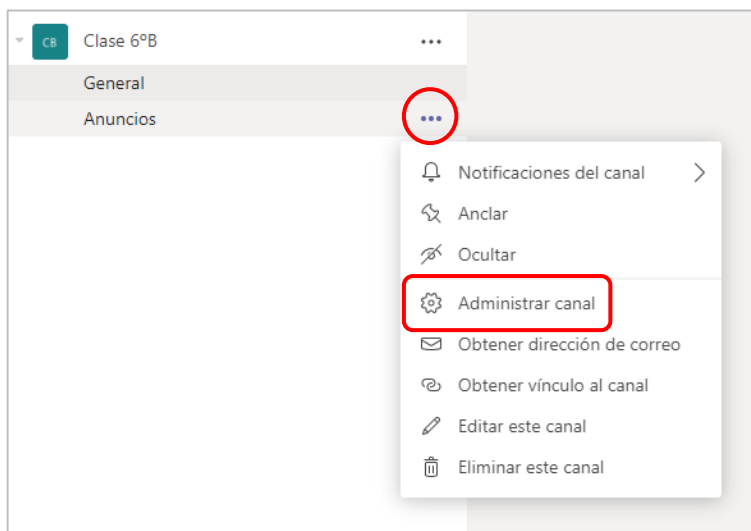 CB Clase 6ºB
General
Anuncios
Notificaciones del canal
Anclar
Ocultar
Administrar canal
Obtener dirección de correo
Obtener vínculo al canal
Editar este canal
Eliminar este canal